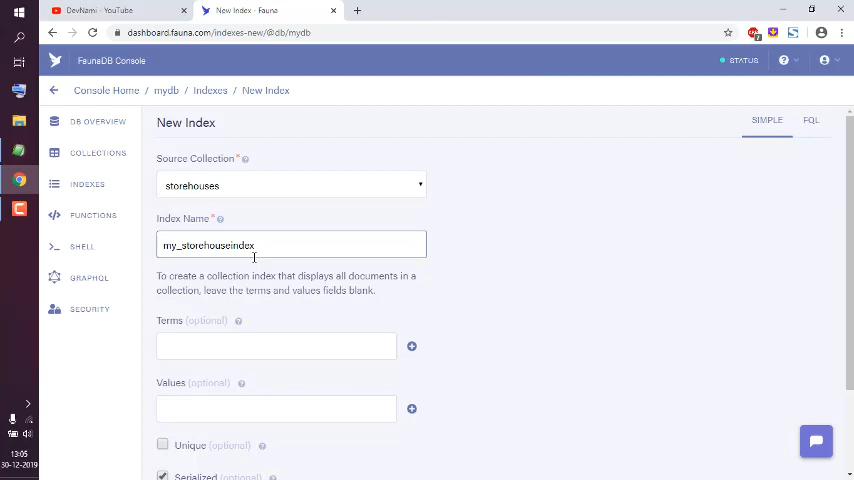 DevNami - YouTube
New Index - Fauna
dashboard.fauna.com/indexes-new/@db/mydb
FaunaDB Console
STATUS
Console Home / mydb / Indexes / New Index
DB OVERVIEW
COLLECTIONS
INDEXES
FUNCTIONS
SHELL
GRAPHQL
SECURITY
New Index
SIMPLE
FQL
Source Collection*
storehouses
Index Name*
my_storehouseindex
To create a collection index that displays all documents in a
collection, leave the terms and values fields blank.
Terms (optional)
Values (optional)
Unique (optional)
Serialized (optional)
13:05
30-12-2019